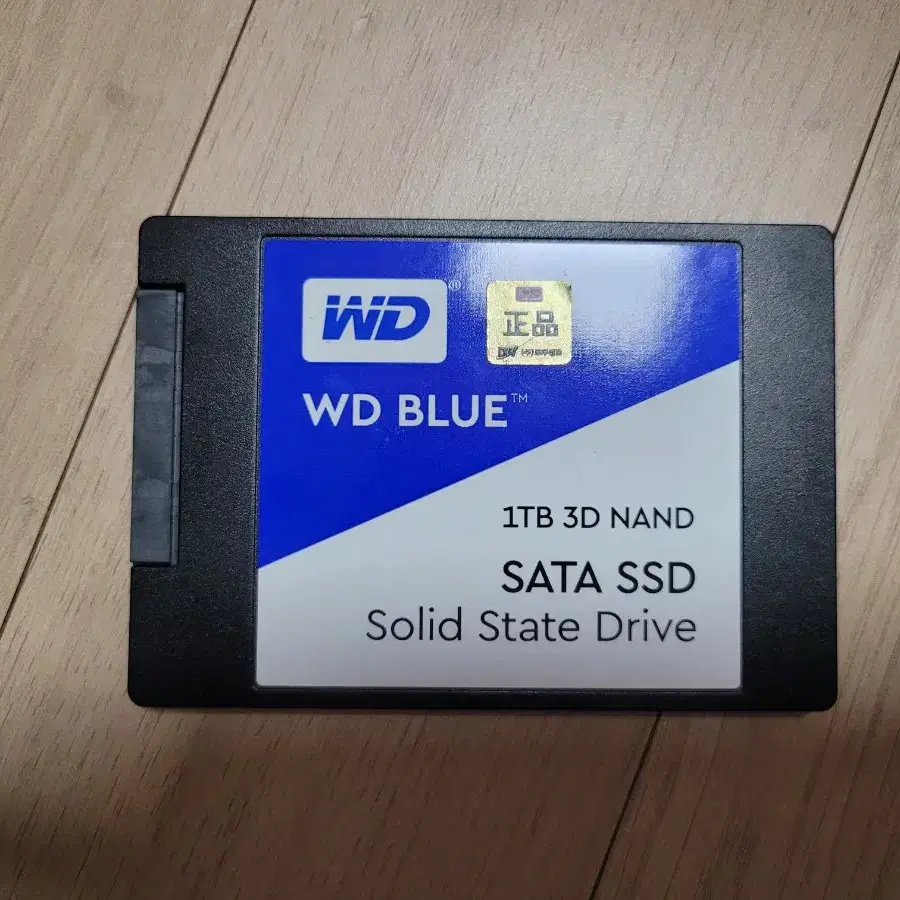 WD®
正品
WD BLUE™
1TB 3D NAND
SATA SSD
Solid State Drive